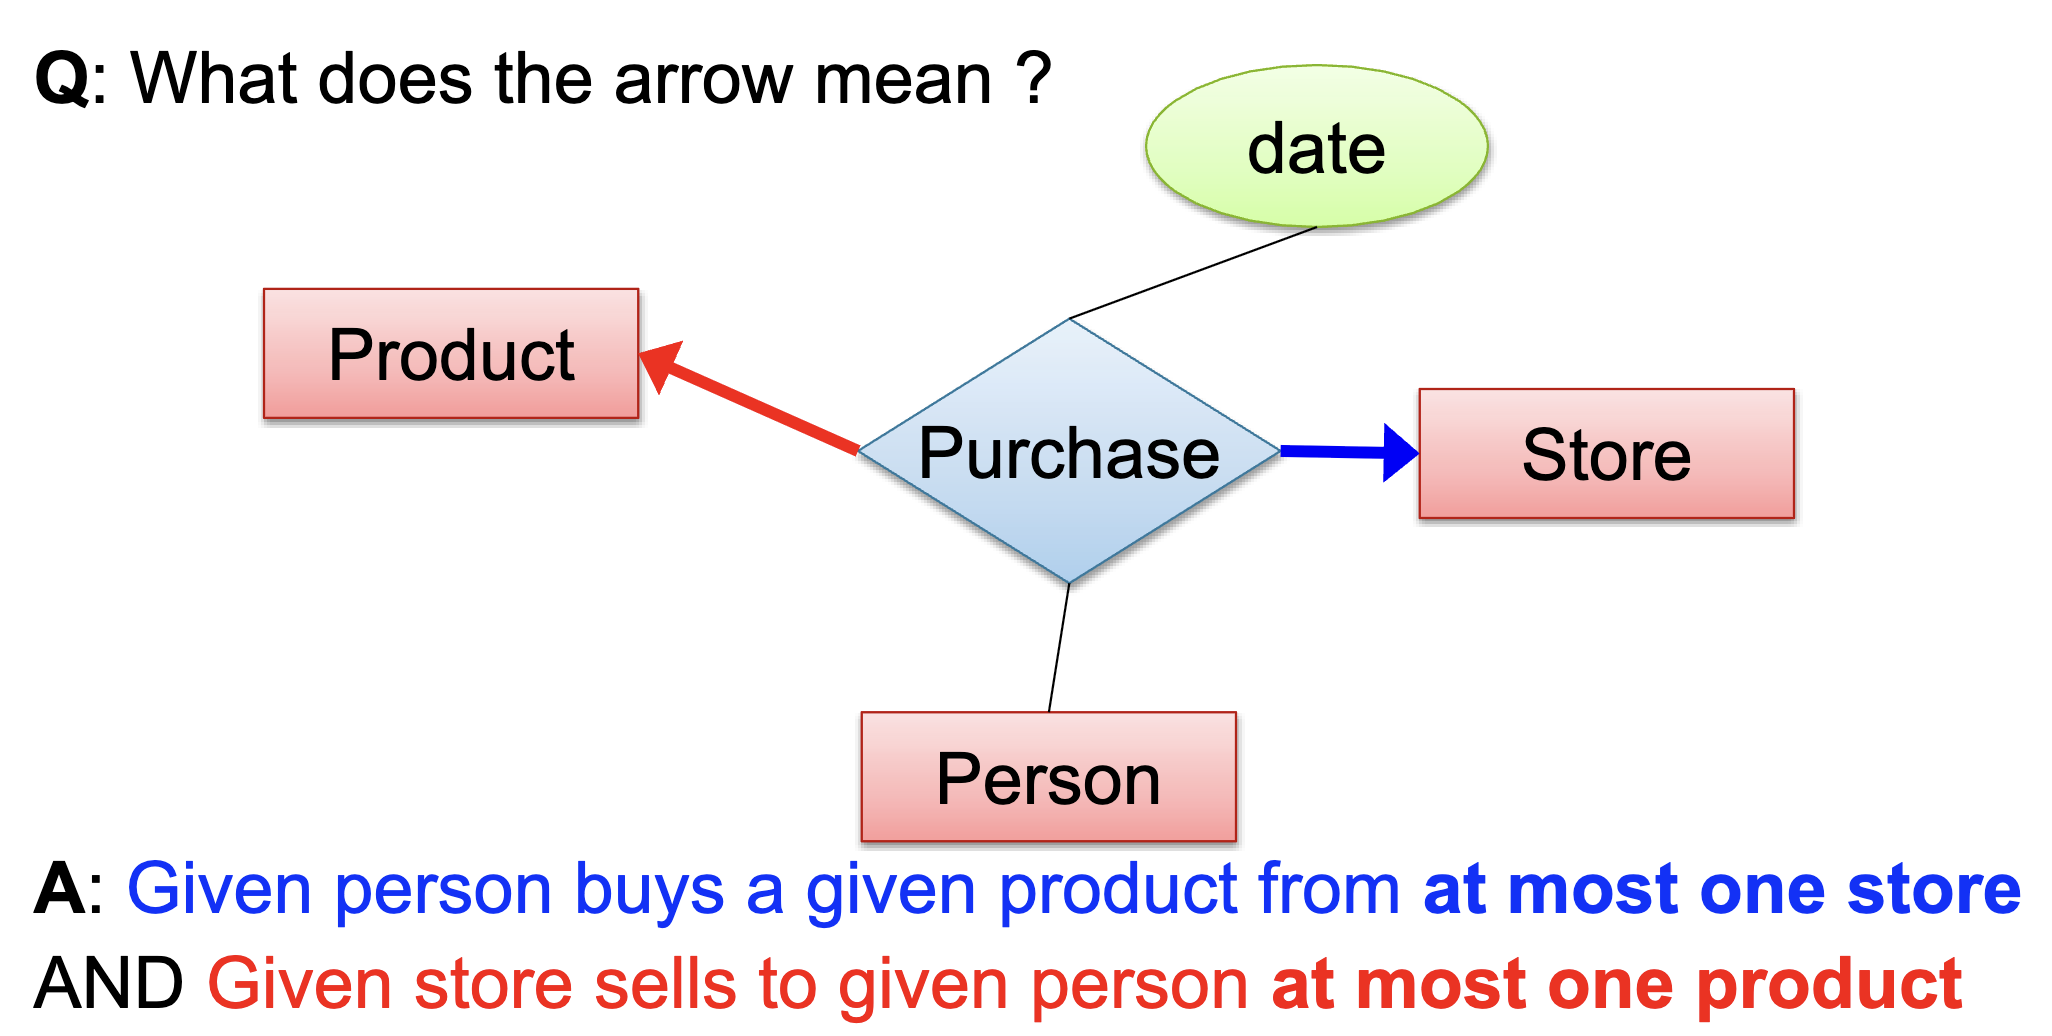 Q: What does the arrow mean ?
date
Product
Purchase
Store
Person
A: Given person buys a given product from at most one store
AND Given store sells to given person at most one product